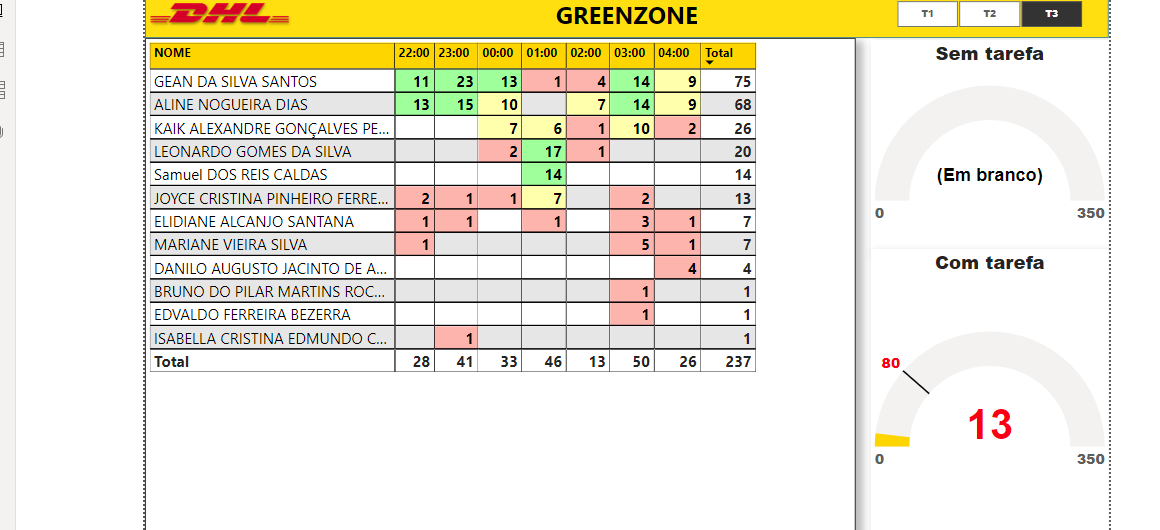 DHL GREENZONE T1 T2 T3
NOME 22:00 23:00 00:00 01:00 02:00 03:00 04:00 Total
GEAN DA SILVA SANTOS 11 23 13 1 4 14 9 75
ALINE NOGUEIRA DIAS 13 15 10 7 14 9 68
KAIK ALEXANDRE GONÇALVES PE... 7 6 1 10 2 26
LEONARDO GOMES DA SILVA 2 17 1 20
Samuel DOS REIS CALDAS 14 14
JOYCE CRISTINA PINHEIRO FERRE... 2 1 1 7 2 13
ELIDIANE ALCANJO SANTANA 1 1 1 3 1 7
MARIANE VIEIRA SILVA 1 5 1 7
DANILO AUGUSTO JACINTO DE A... 4 4
BRUNO DO PILAR MARTINS ROC... 1 1
EDVALDO FERREIRA BEZERRA 1 1
ISABELLA CRISTINA EDMUNDO C... 1 1
Total 28 41 33 46 13 50 26 237
Sem tarefa
(Em branco)
0 350
Com tarefa
80
13
0 350